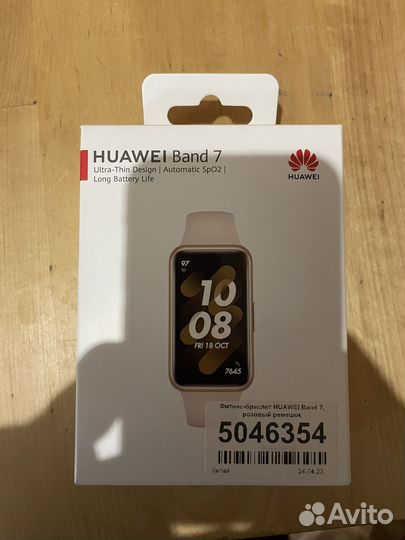 HUAWEI Band 7
Ultra-Thin Design | Automatic SpO2 |
Long Battery Life
HUAWEI
97
10
08
FRI 18 OCT
7645
Фитнес-браслет HUAWEI Band 7,
розовый ремешок
5046354
Китай 24.04.23
Avito